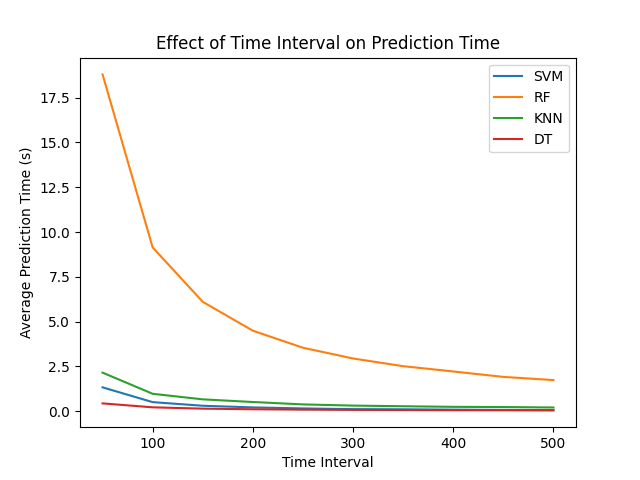 Effect of Time Interval on Prediction Time
SVM
RF
KNN
DT
Average Prediction Time (s)
17.5
15.0
12.5
10.0
7.5
5.0
2.5
0.0
100 200 300 400 500
Time Interval